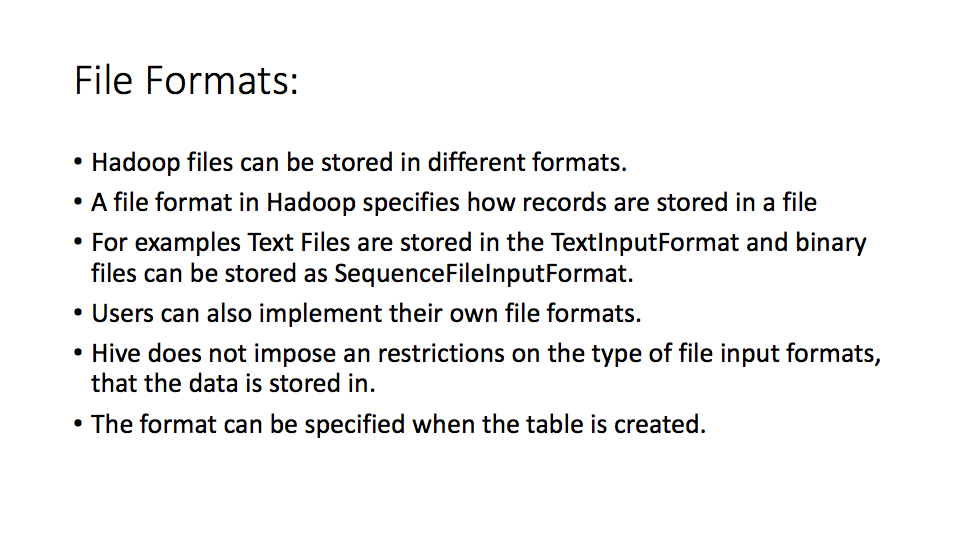 File Formats:
• Hadoop files can be stored in different formats.
• A file format in Hadoop specifies how records are stored in a file
• For examples Text Files are stored in the TextInputFormat and binary
files can be stored as SequenceFileInputFormat.
• Users can also implement their own file formats.
• Hive does not impose an restrictions on the type of file input formats,
that the data is stored in.
• The format can be specified when the table is created.